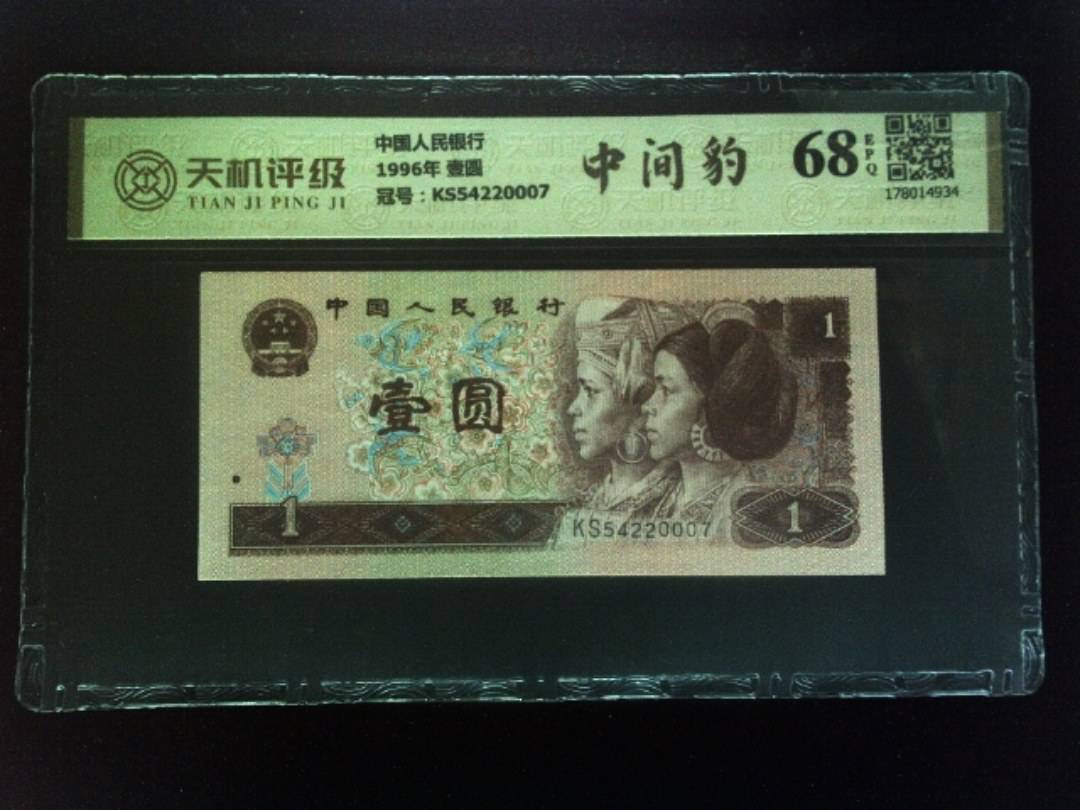 天机评级
TIAN JI PING JI
中国人民银行
1996年 壹圆
冠号：KS54220007
中间豹
68
EPQ
178014934
中国人民银行
壹圆
1
1
KS54220007
1